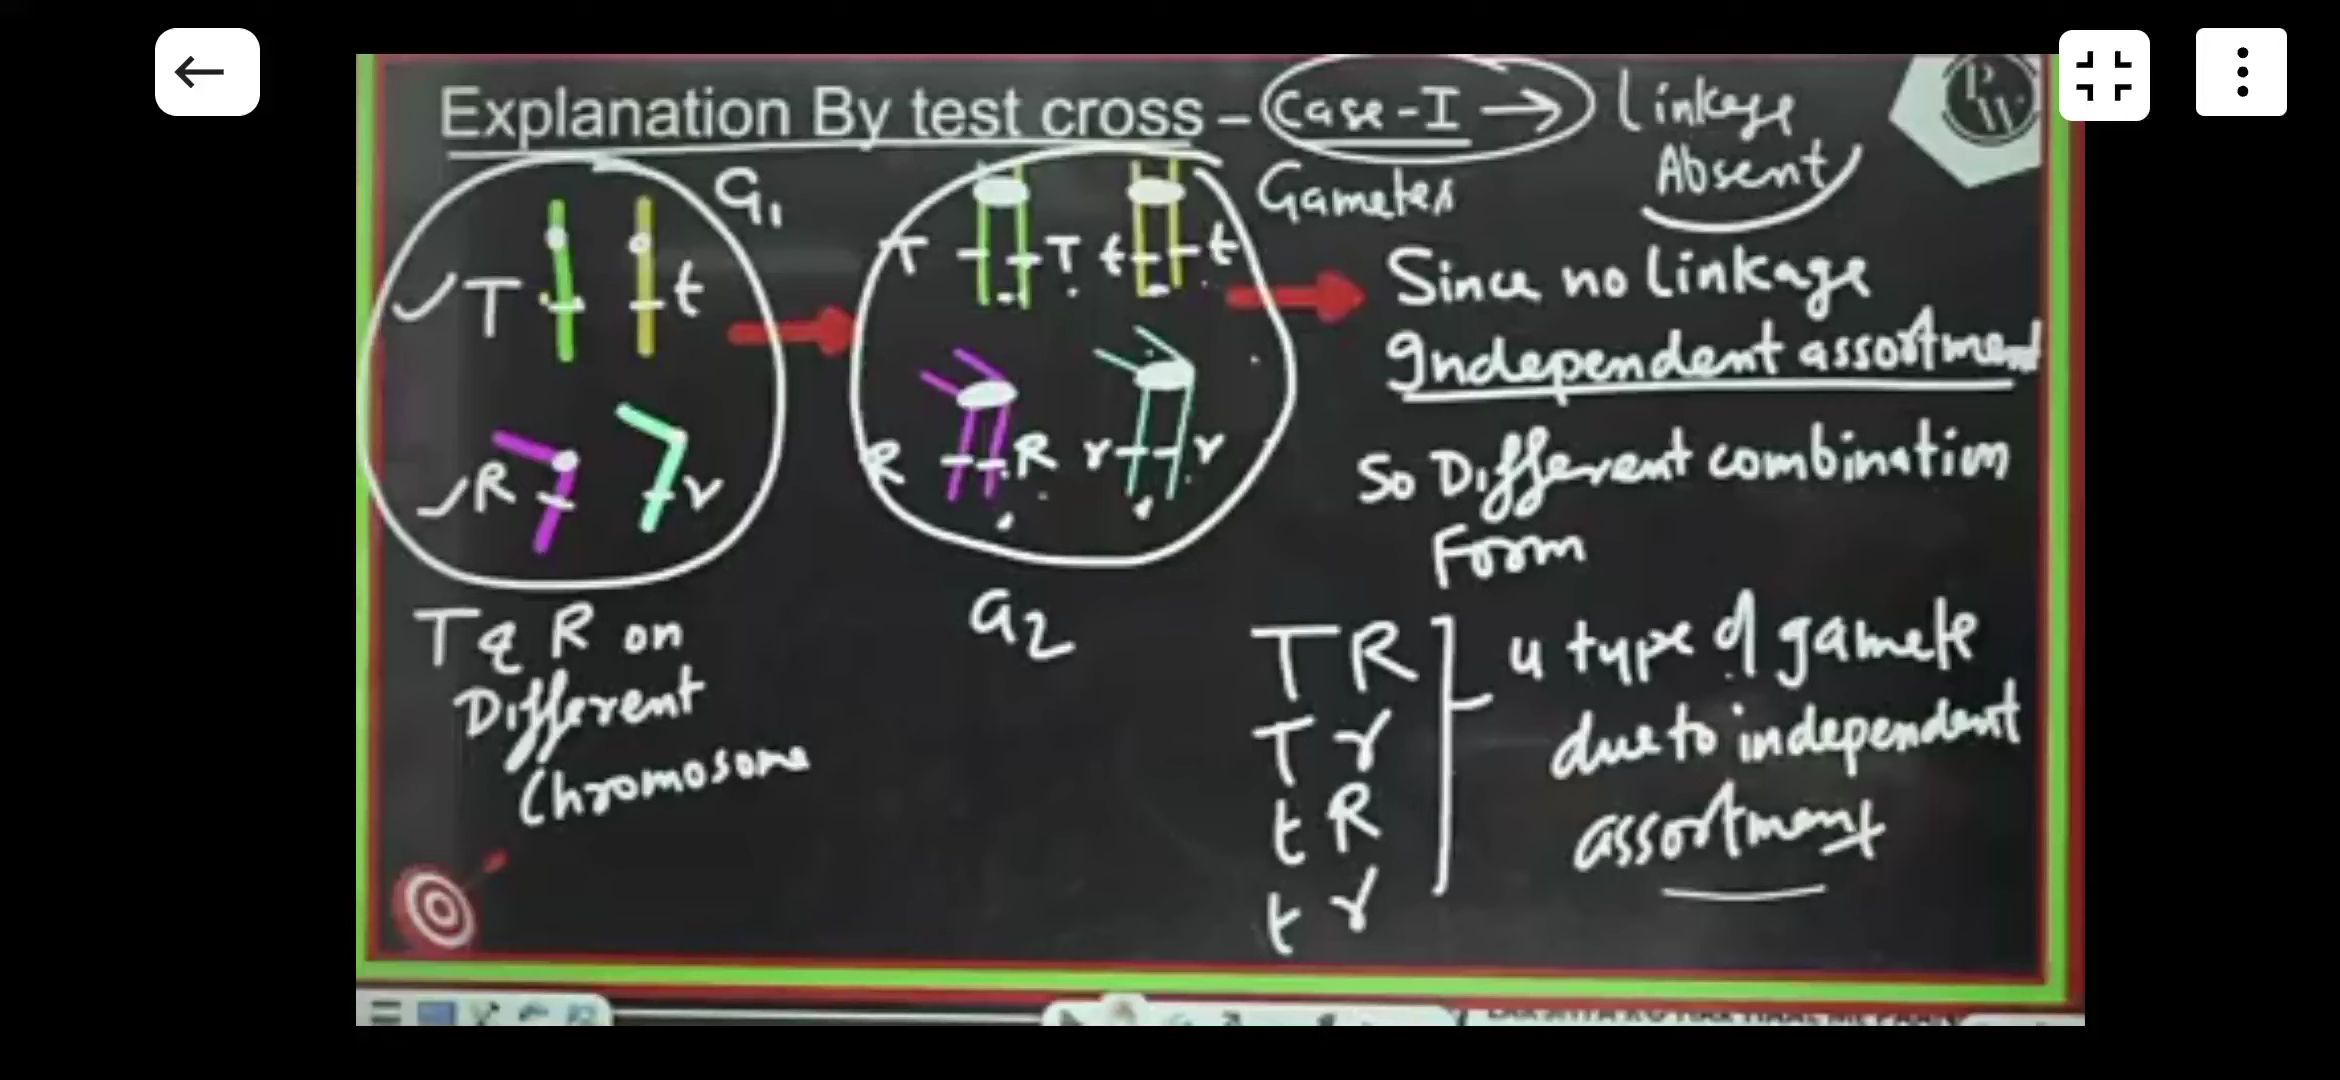 Explanation By test cross – Case-I → Linkage
Absent
G1
Gametes
T t
T T t t
Since no linkage
Independent assortment
R r
R R r r
So Different combination
Form
T & R on
Different
Chromosome
G2
TR
Tr
tR
tr
4 type of gamete
due to independent
assortment
PW